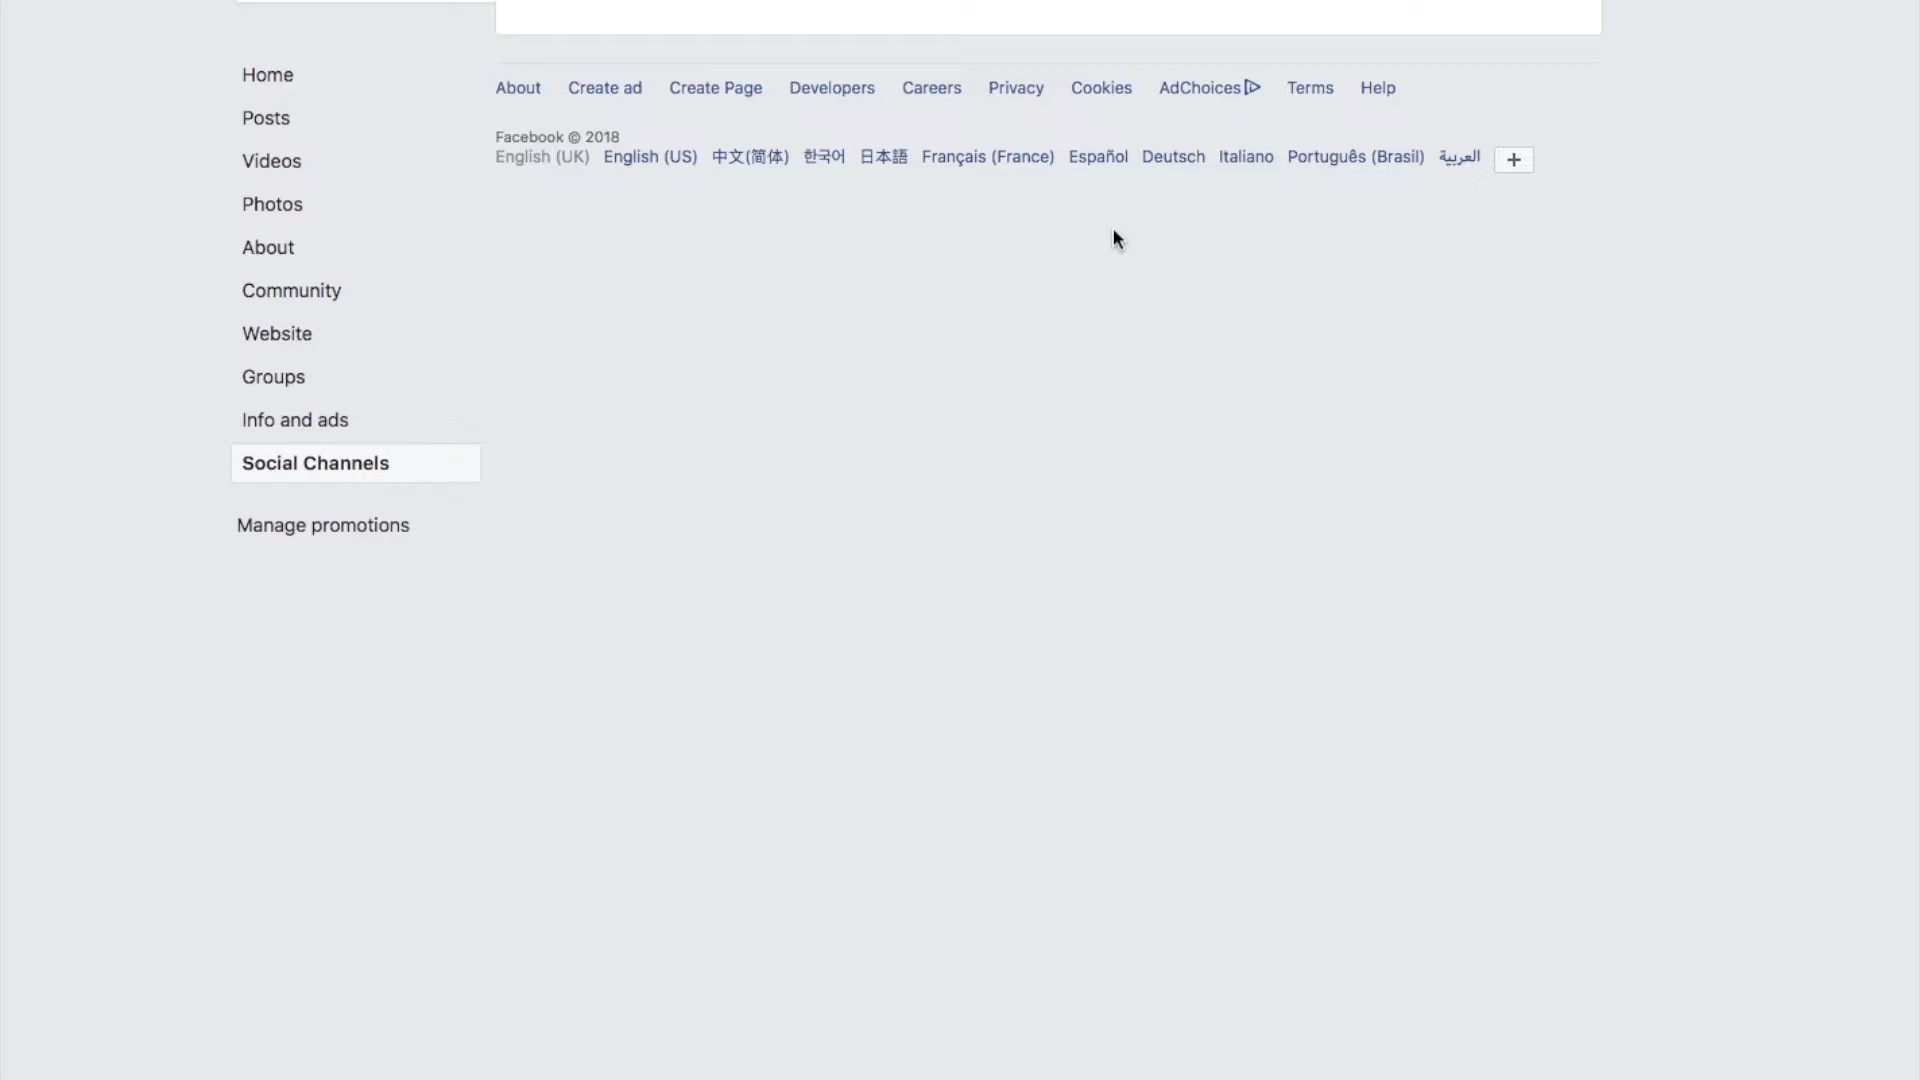 Home
Posts
Videos
Photos
About
Community
Website
Groups
Info and ads
Social Channels
Manage promotions
About Create ad Create Page Developers Careers Privacy Cookies AdChoices Terms Help
Facebook © 2018
English (UK) English (US) 中文(简体) 한국어 日本語 Français (France) Español Deutsch Italiano Português (Brasil) العربية +